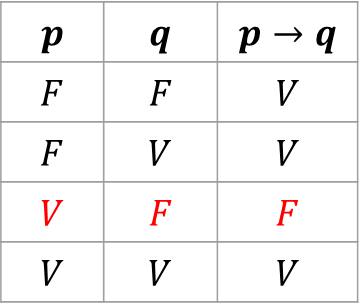 p q p → q
F F V
F V V
V F F
V V V